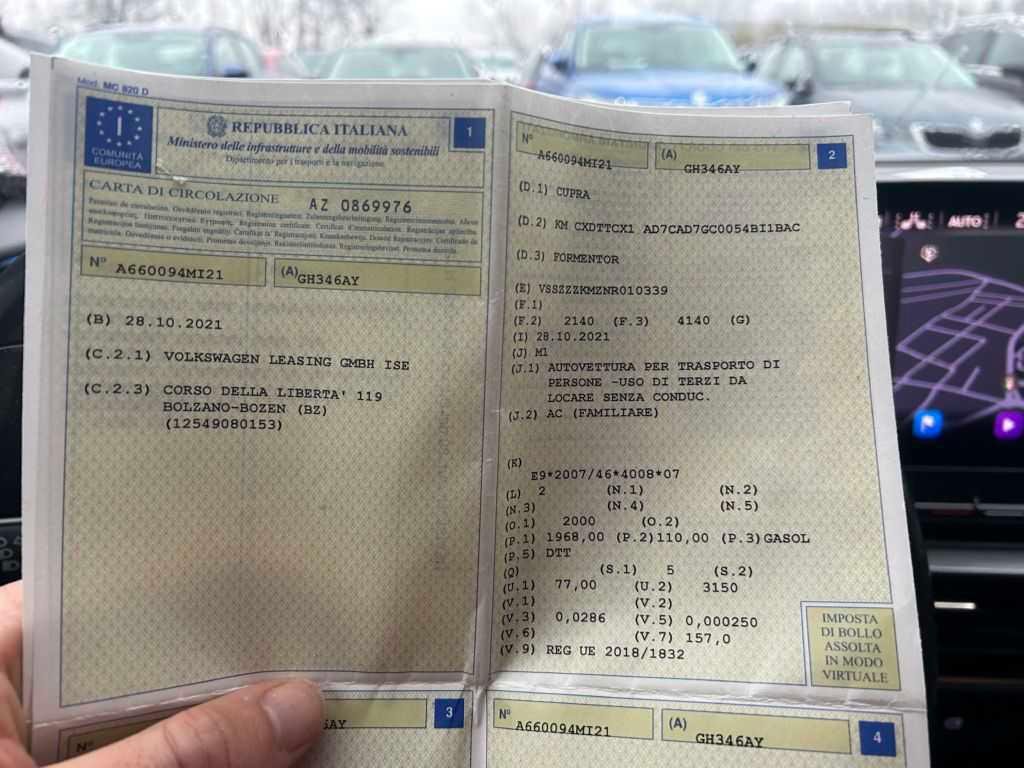 Mod. MC 820 D
I
COMUNITÀ
EUROPEA
REPUBBLICA ITALIANA
Ministero delle infrastrutture e della mobilità sostenibili
Dipartimento per i trasporti e la navigazione
1
CARTA DI CIRCOLAZIONE AZ 0869976
N° A660094MI21 (A) GH346AY
(B) 28.10.2021
(C.2.1) VOLKSWAGEN LEASING GMBH ISE
(C.2.3) CORSO DELLA LIBERTA' 119
BOLZANO-BOZEN (BZ)
(12549080153)
N° A660094MI21 (A) GH346AY
2
(D.1) CUPRA
(D.2) KM CXDTTCX1 AD7CAD7GC0054BI1BAC
(D.3) FORMENTOR
(E) VSSZZZKMZNR010339
(F.1)
(F.2) 2140 (F.3) 4140 (G)
(I) 28.10.2021
(J) M1
(J.1) AUTOVETTURA PER TRASPORTO DI
PERSONE -USO DI TERZI DA
LOCARE SENZA CONDUC.
(J.2) AC (FAMILIARE)
(K)
E9*2007/46*4008*07
(L) 2 (N.1) (N.2)
(N.3) (N.4) (N.5)
(O.1) 2000 (O.2)
(P.1) 1968,00 (P.2)110,00 (P.3)GASOL
(P.5) DTT
(Q) (S.1) 5 (S.2)
(U.1) 77,00 (U.2) 3150
(V.1) (V.2)
(V.3) 0,0286 (V.5) 0,000250
(V.6) (V.7) 157,0
(V.9) REG UE 2018/1832
IMPOSTA
DI BOLLO
ASSOLTA
IN MODO
VIRTUALE
N° 6AY
3
N° A660094MI21 (A) GH346AY
4
AUTO